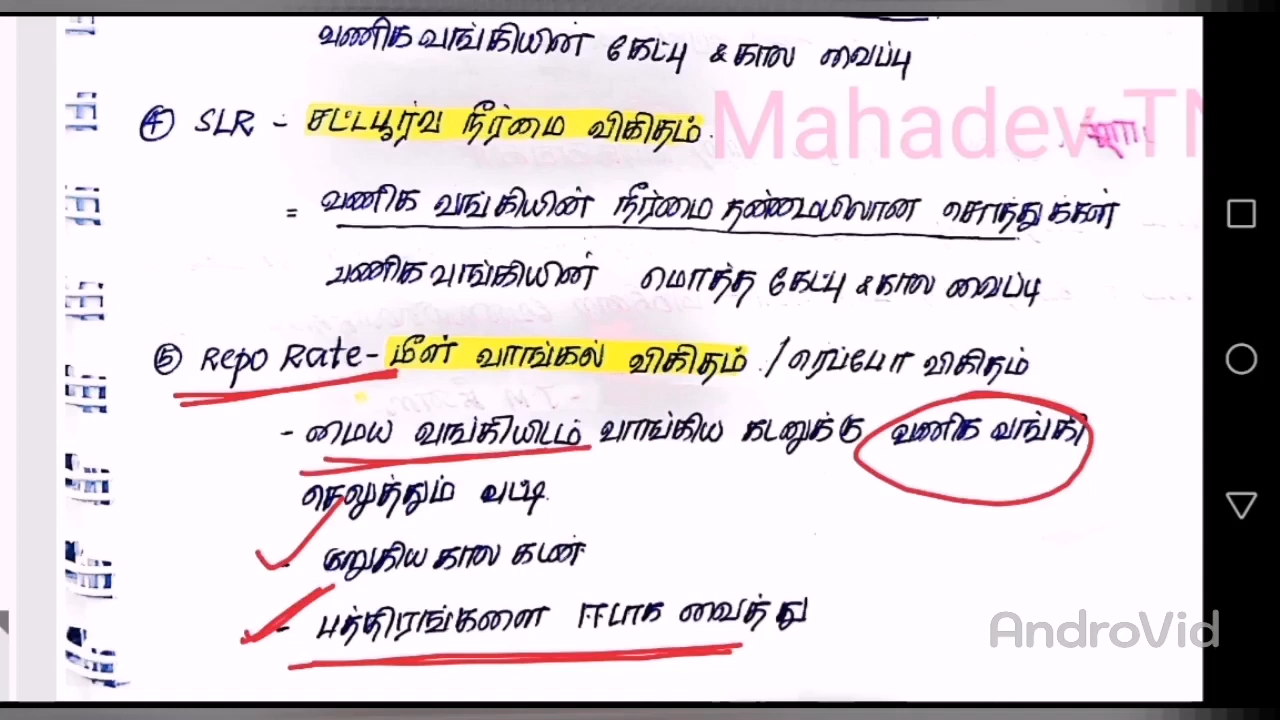 வணிக வங்கியின் கேட்பு & கால வைப்பு
④ SLR - சட்டபூர்வ நீர்மை விகிதம்
Mahadev TN
= வணிக வங்கியின் நீர்மை தன்மையிலான சொத்துக்கள்
வணிக வங்கியின் மொத்த கேட்பு & கால வைப்பு
⑤ Repo Rate - மீள் வாங்கல் விகிதம் / ரெப்போ விகிதம்
- மைய வங்கியிடம் வாங்கிய கடனுக்கு வணிக வங்கி
செலுத்தும் வட்டி.
- குறுகிய கால கடன்
- பத்திரங்களை ஈடாக வைத்து
AndroVid